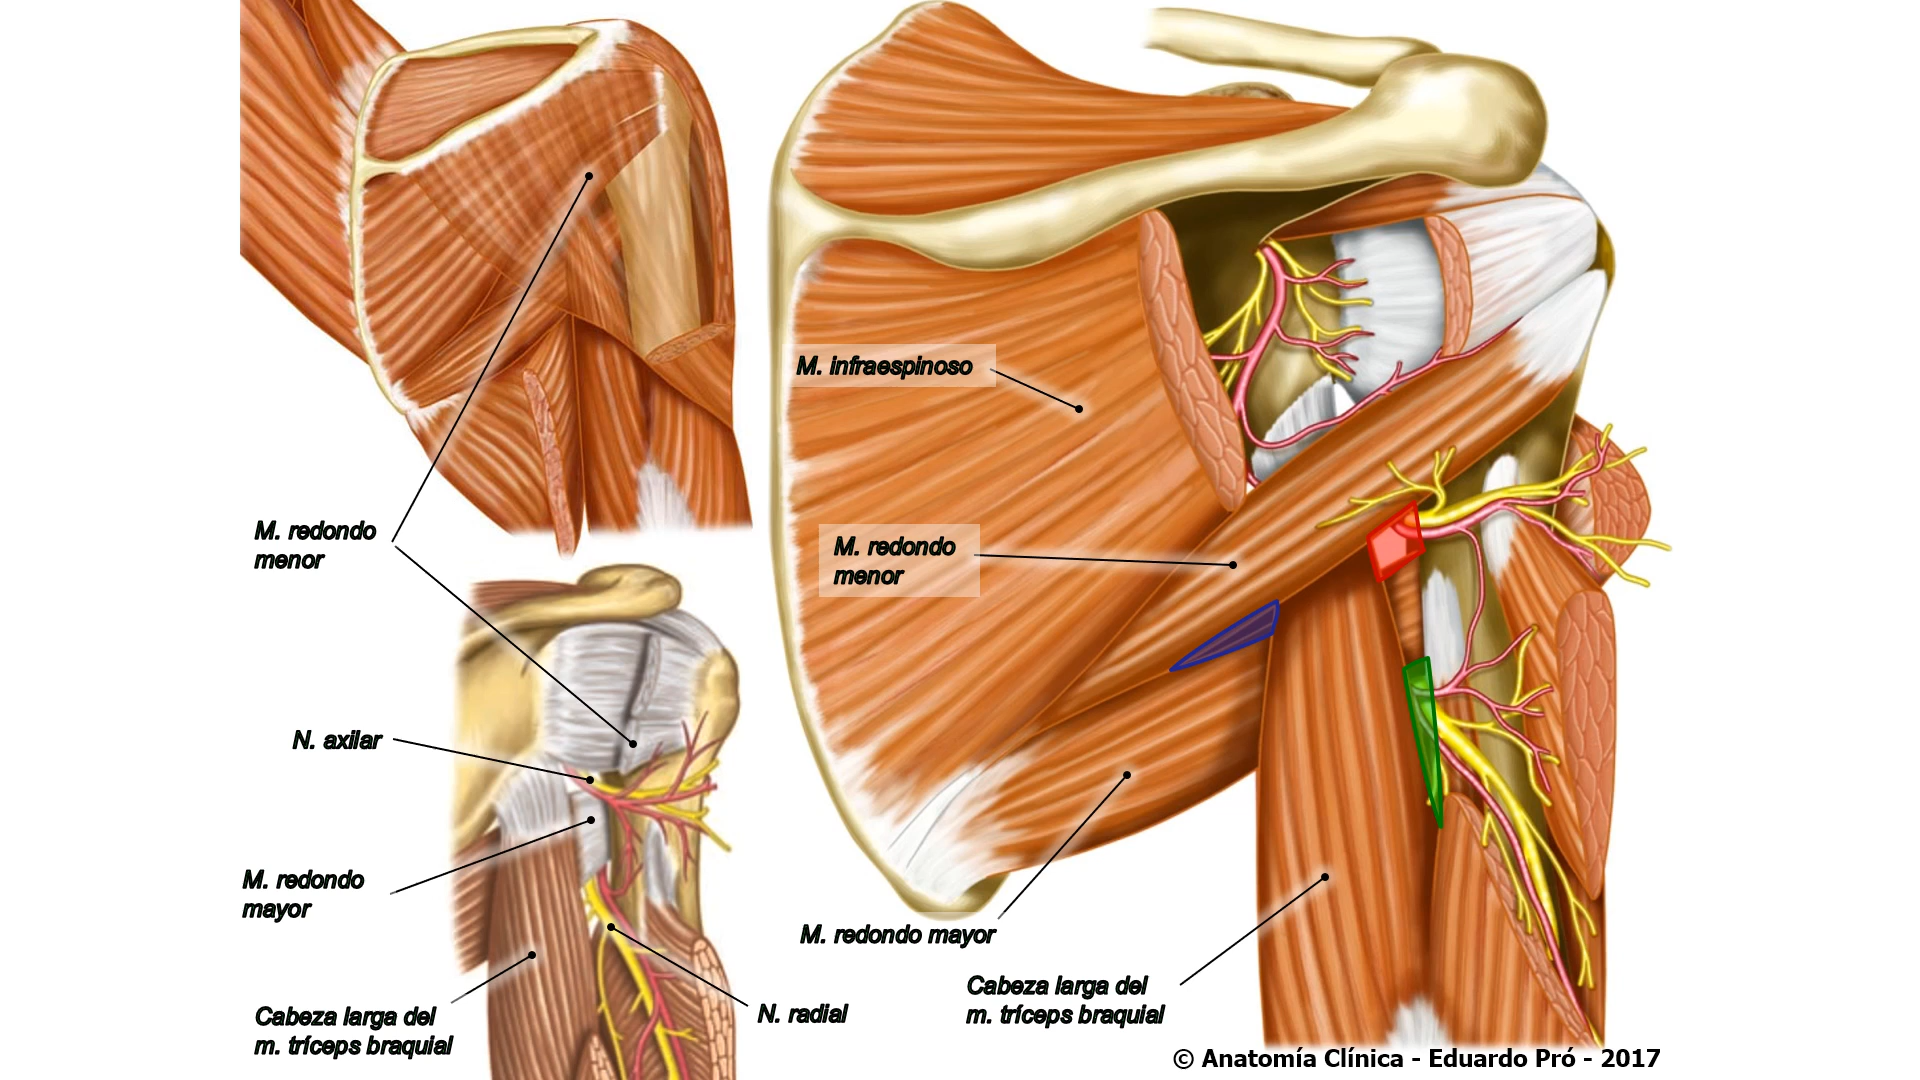 M. infraespinoso
M. redondo
menor
M. redondo
menor
N. axilar
M. redondo
mayor
M. redondo mayor
Cabeza larga del
m. tríceps braquial
Cabeza larga del
m. tríceps braquial
N. radial
© Anatomía Clínica - Eduardo Pró - 2017